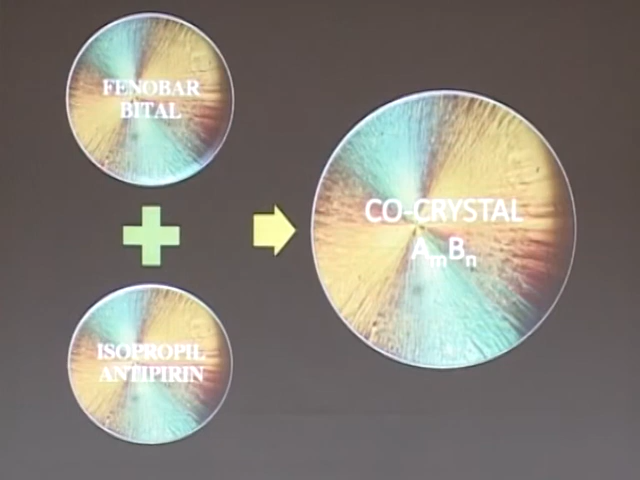 FENOBAR
BITAL
ISOPROPIL
ANTIPIRIN
CO-CRYSTAL
AmBn